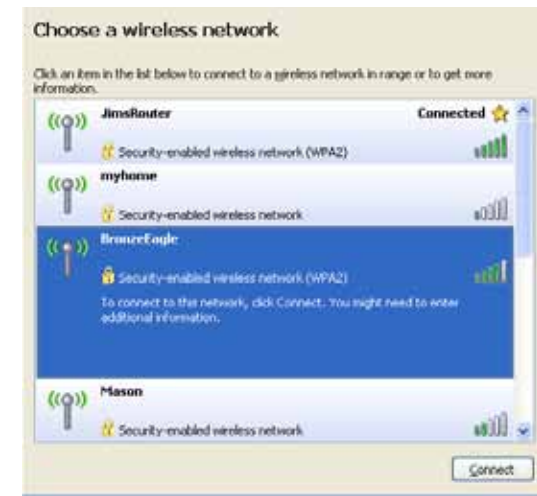 Choose a wireless network
Click an item in the list below to connect to a wireless network in range or to get more
information.
JimsRouter Connected
Security-enabled wireless network (WPA2)
myhome
Security-enabled wireless network
BronzeEagle
Security-enabled wireless network (WPA2)
To connect to this network, click Connect. You might need to enter
additional information.
Mason
Security-enabled wireless network
Connect